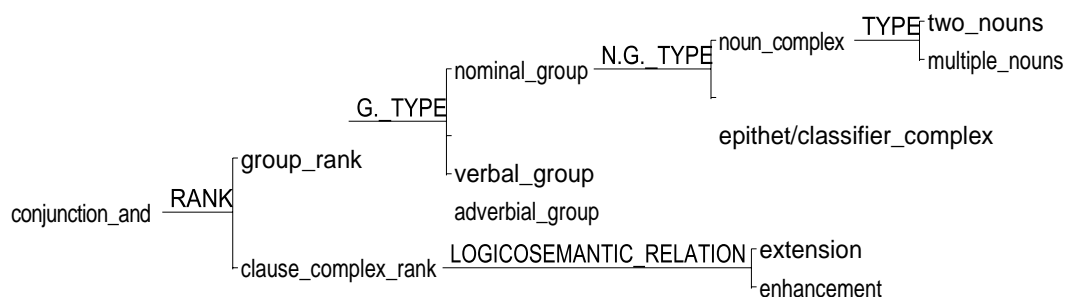 two_nouns
noun_complex TYPE
multiple_nouns
nominal_group N.G._TYPE
G._TYPE
epithet/classifier_complex
group_rank
verbal_group
conjunction_and RANK
adverbial_group
extension
LOGICOSEMANTIC_RELATION
clause_complex_rank
enhancement